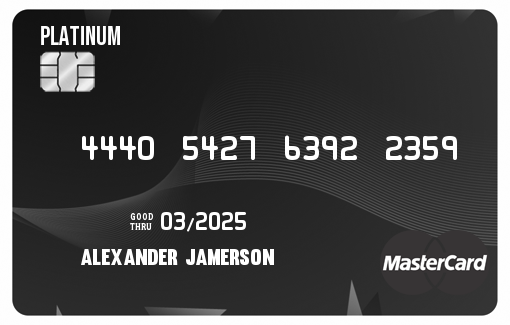 PLATINUM
4440 5427 6392 2359
GOOD THRU 03/2025
ALEXANDER JAMERSON
MasterCard